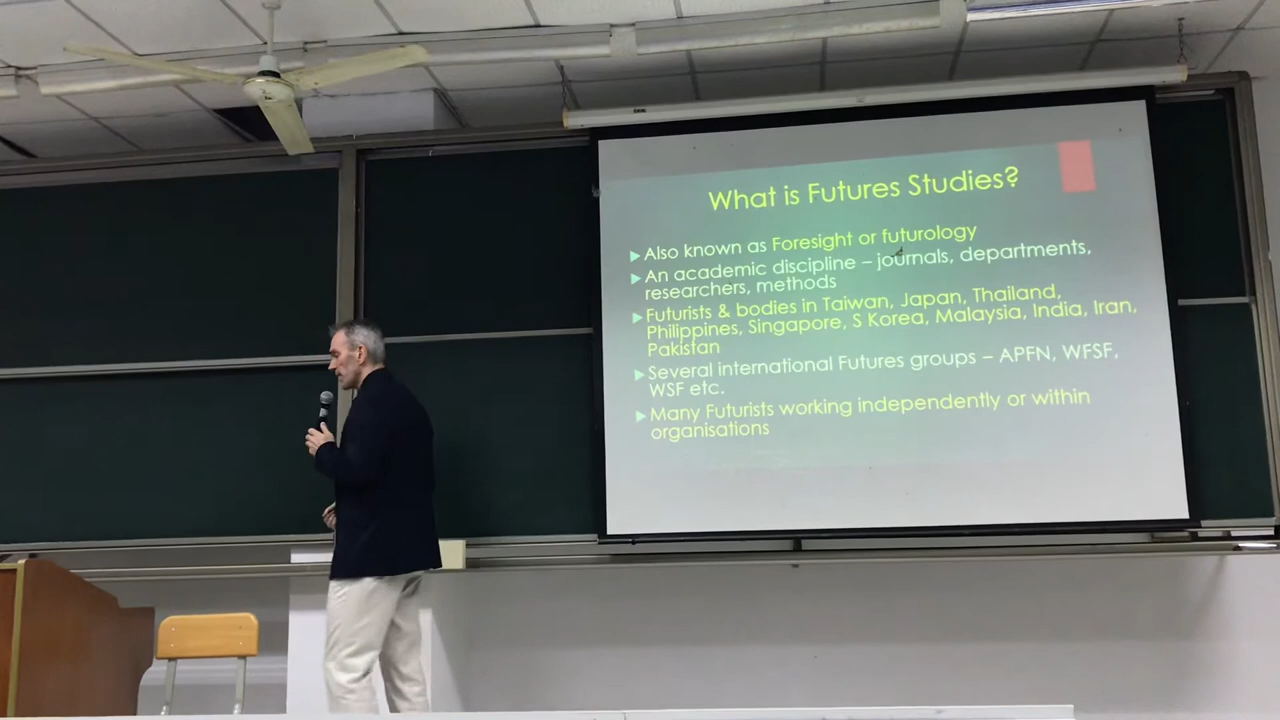 What is Futures Studies?
Also known as Foresight or futurology
An academic discipline – journals, departments,
researchers, methods
Futurists & bodies in Taiwan, Japan, Thailand,
Philippines, Singapore, S Korea, Malaysia, India, Iran,
Pakistan
Several international Futures groups – APFN, WFSF,
WSF etc.
Many Futurists working independently or within
organisations